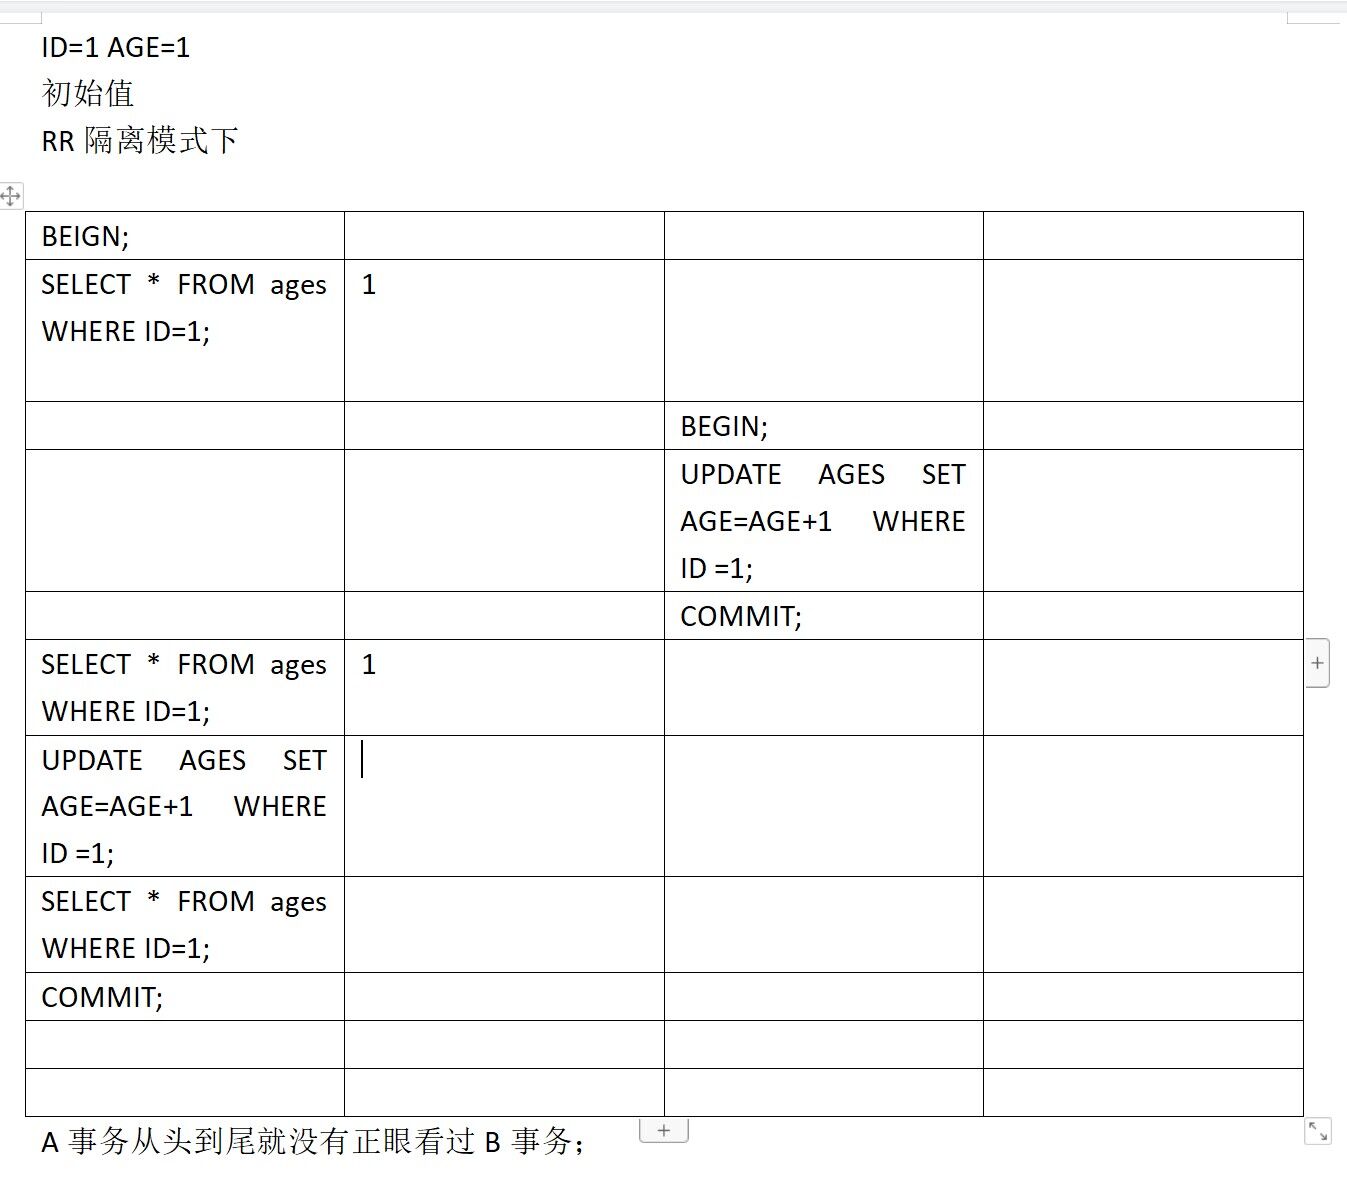 ID=1 AGE=1
初始值
RR 隔离模式下
BEIGN;
SELECT * FROM ages
WHERE ID=1;
1
BEGIN;
UPDATE AGES SET
AGE=AGE+1 WHERE
ID =1;
COMMIT;
SELECT * FROM ages
WHERE ID=1;
1
UPDATE AGES SET
AGE=AGE+1 WHERE
ID =1;
SELECT * FROM ages
WHERE ID=1;
COMMIT;
A 事务从头到尾就没有正眼看过 B 事务；